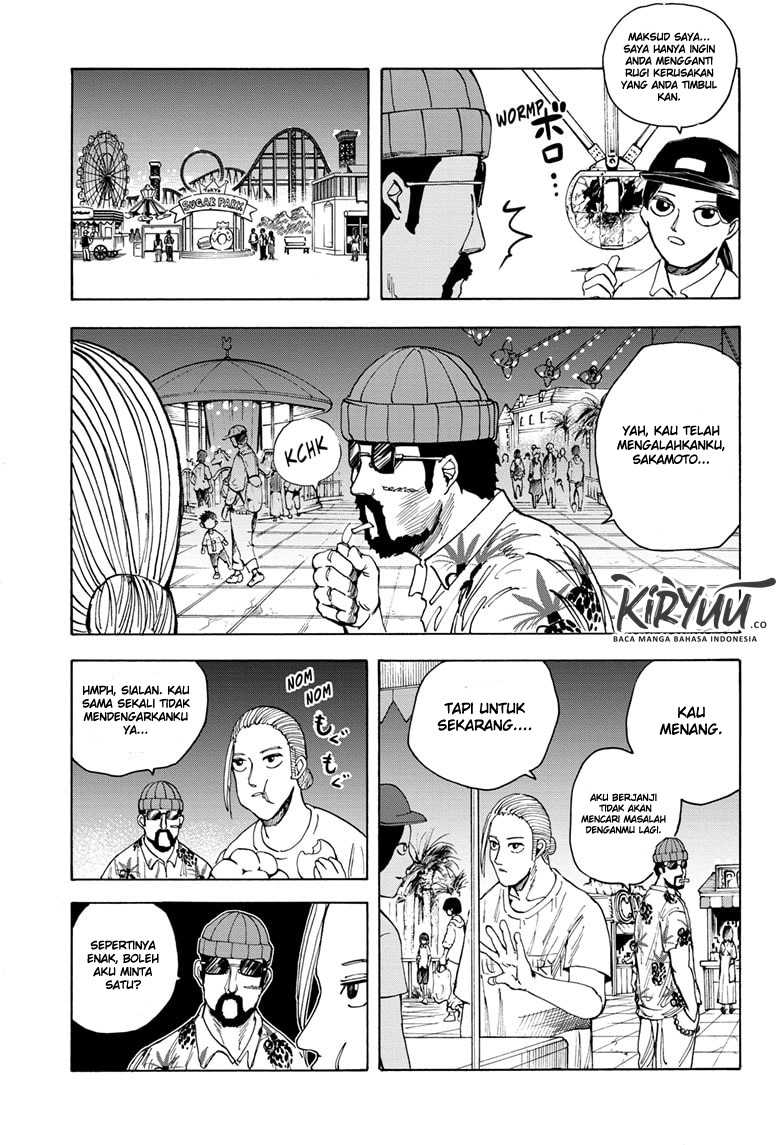 MAKSUD SAYA...
SAYA HANYA INGIN
ANDA MENGGANTI
RUGI KERUSAKAN
YANG ANDA TIMBUL
KAN.
WORMP
ボロ…
SUGAR PARK
YAH, KAU TELAH
MENGALAHKANKU,
SAKAMOTO...
KCHK
KIRYUU.CO
BACA MANGA BAHASA INDONESIA
KAU
MENANG.
TAPI UNTUK
SEKARANG....
AKU BERJANJI
TIDAK AKAN
MENCARI MASALAH
DENGANMU LAGI.
HMPH, SIALAN. KAU
SAMA SEKALI TIDAK
MENDENGARKANKU
YA...
NOM
NOM
もぐ
もぐ
SEPERTINYA
ENAK, BOLEH
AKU MINTA
SATU?